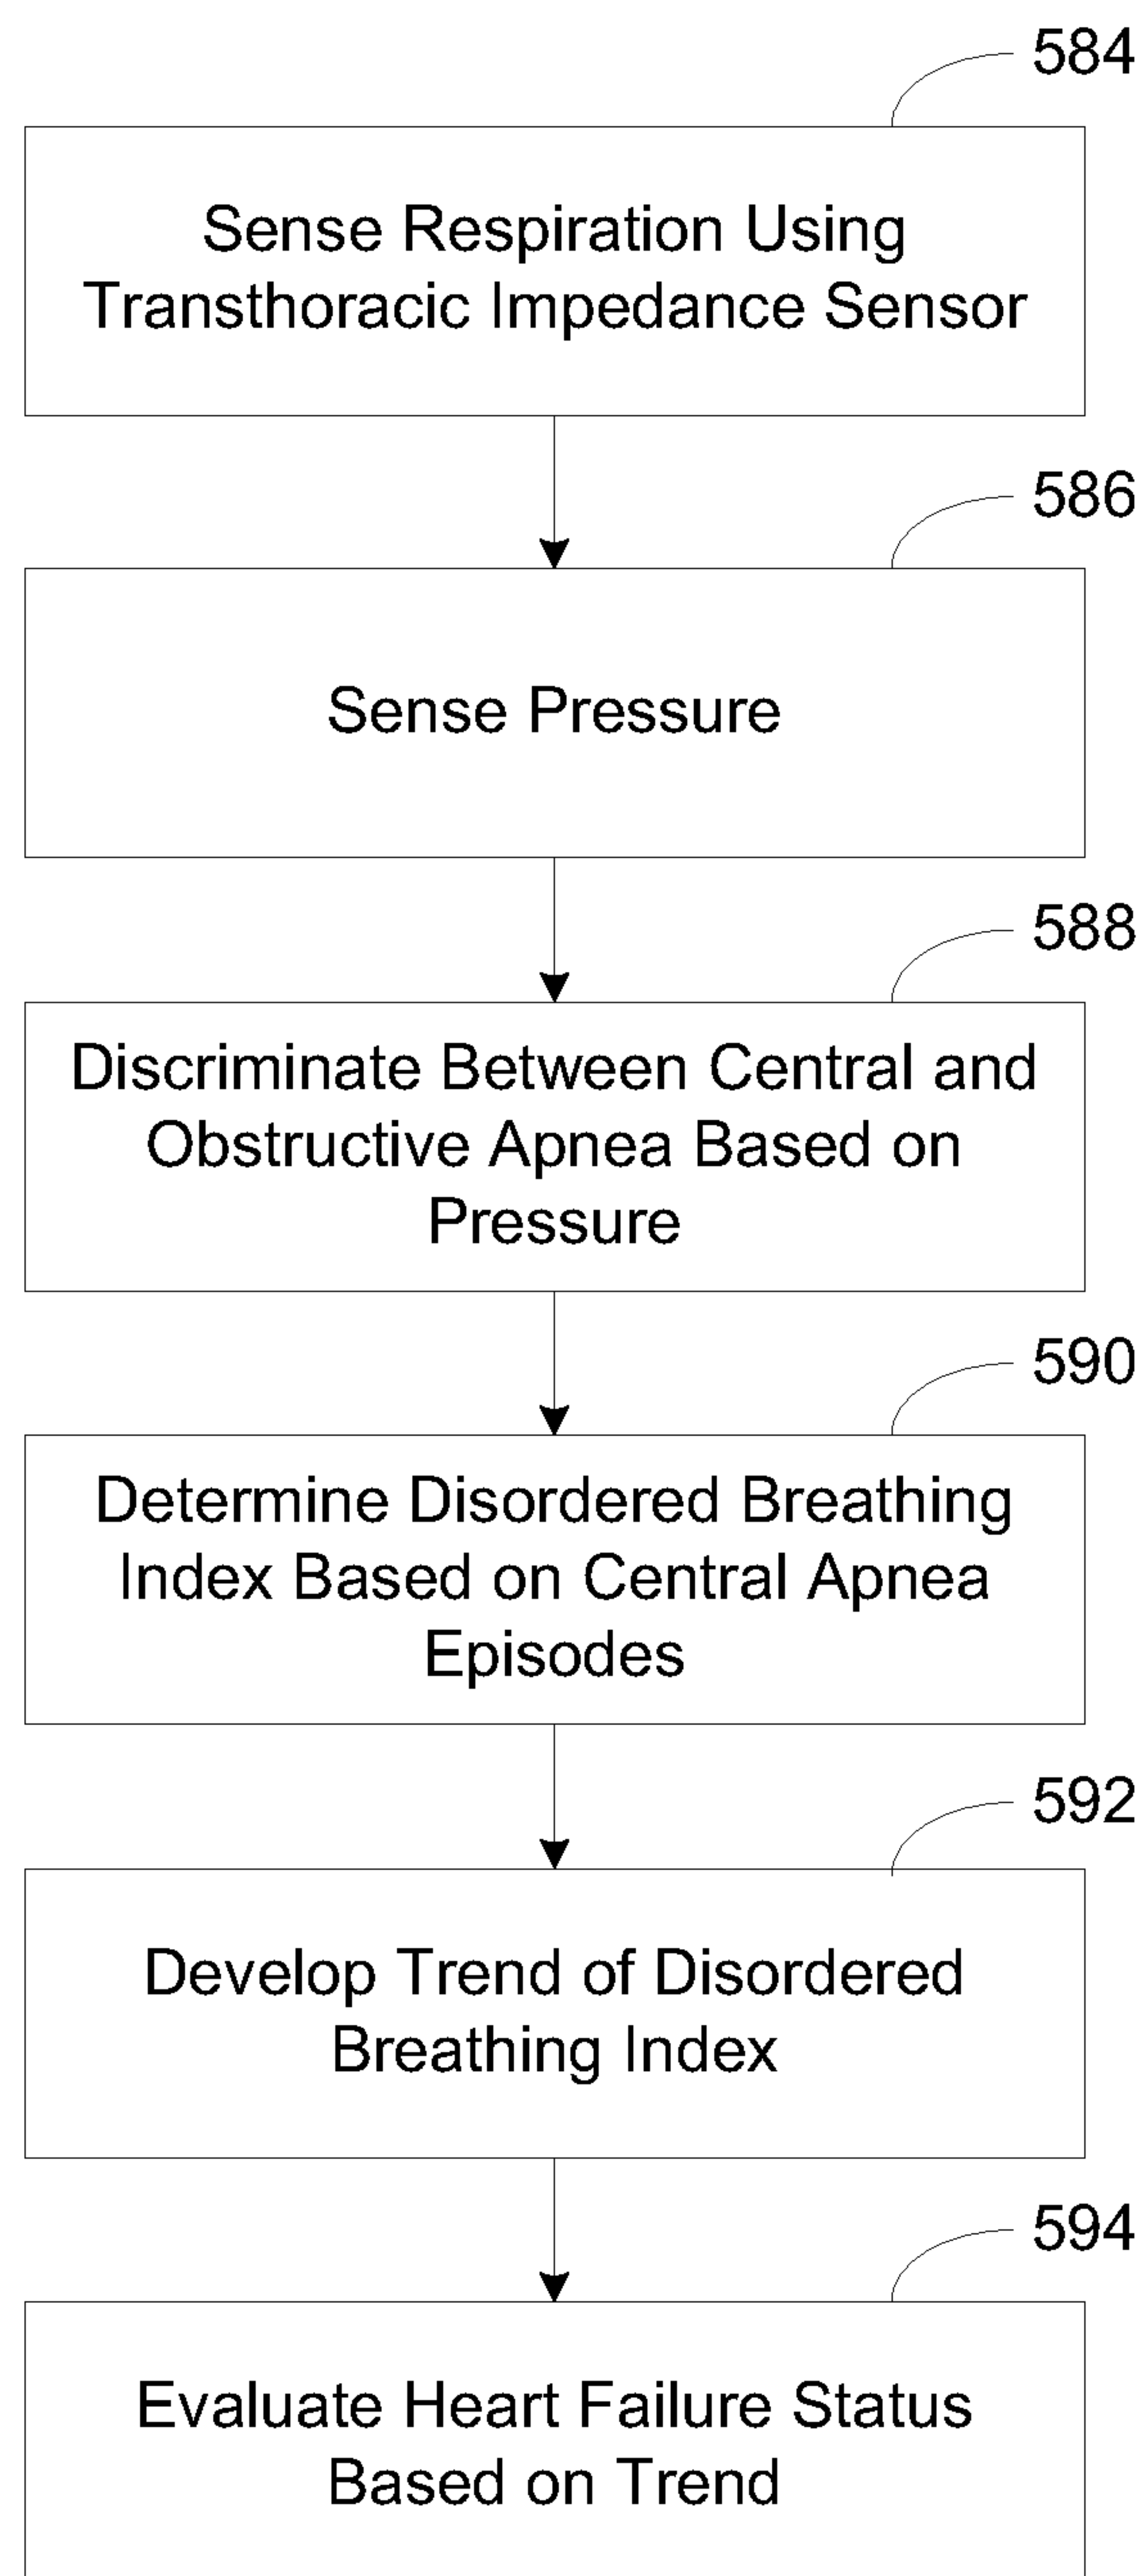 584
Sense Respiration Using
Transthoracic Impedance Sensor
586
Sense Pressure
588
Discriminate Between Central and
Obstructive Apnea Based on
Pressure
590
Determine Disordered Breathing
Index Based on Central Apnea
Episodes
592
Develop Trend of Disordered
Breathing Index
594
Evaluate Heart Failure Status
Based on Trend